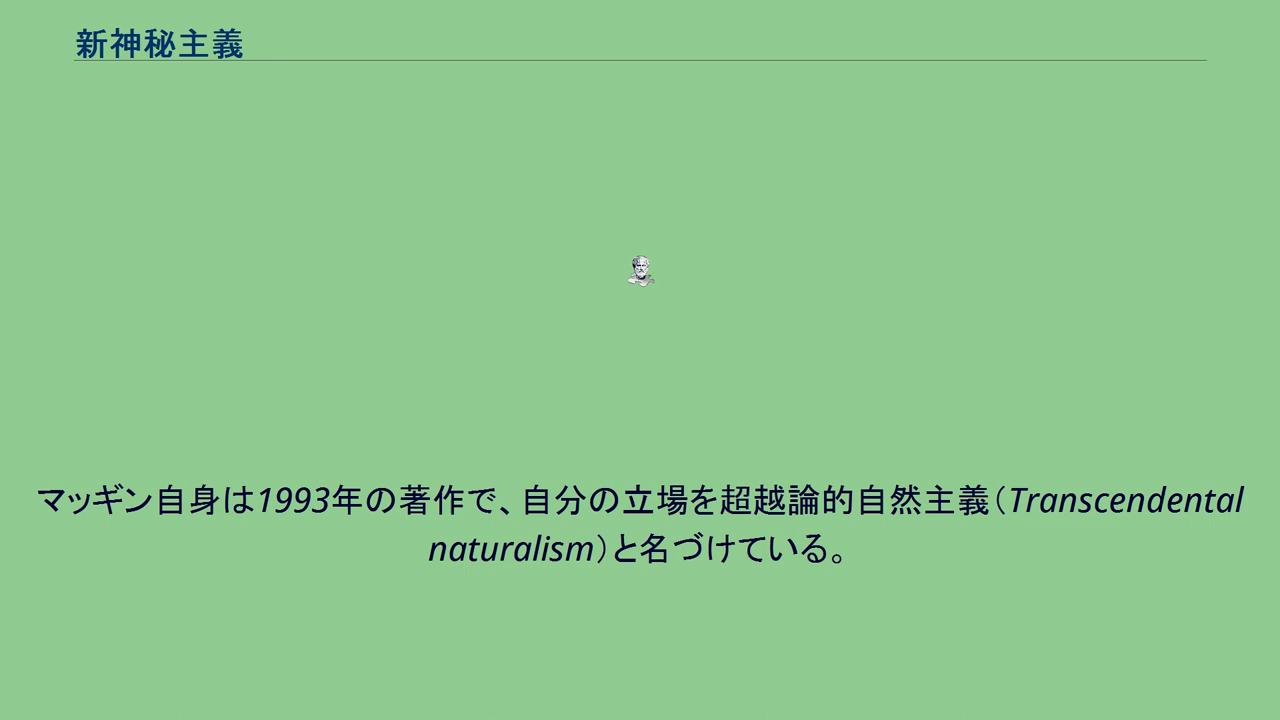 新神秘主義
マッギン自身は1993年の著作で、自分の立場を超越論的自然主義（Transcendental
naturalism）と名づけている。